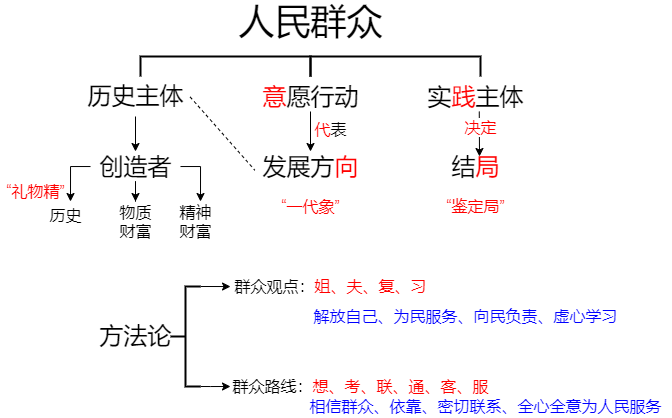 人民群众
历史主体
意愿行动
实践主体
代表
决定
创造者
发展方向
结局
“礼物精”
历史
物质
财富
精神
财富
“一代象”
“鉴定局”
方法论
群众观点：姐、夫、复、习
解放自己、为民服务、向民负责、虚心学习
群众路线：想、考、联、通、客、服
相信群众、依靠、密切联系、全心全意为人民服务